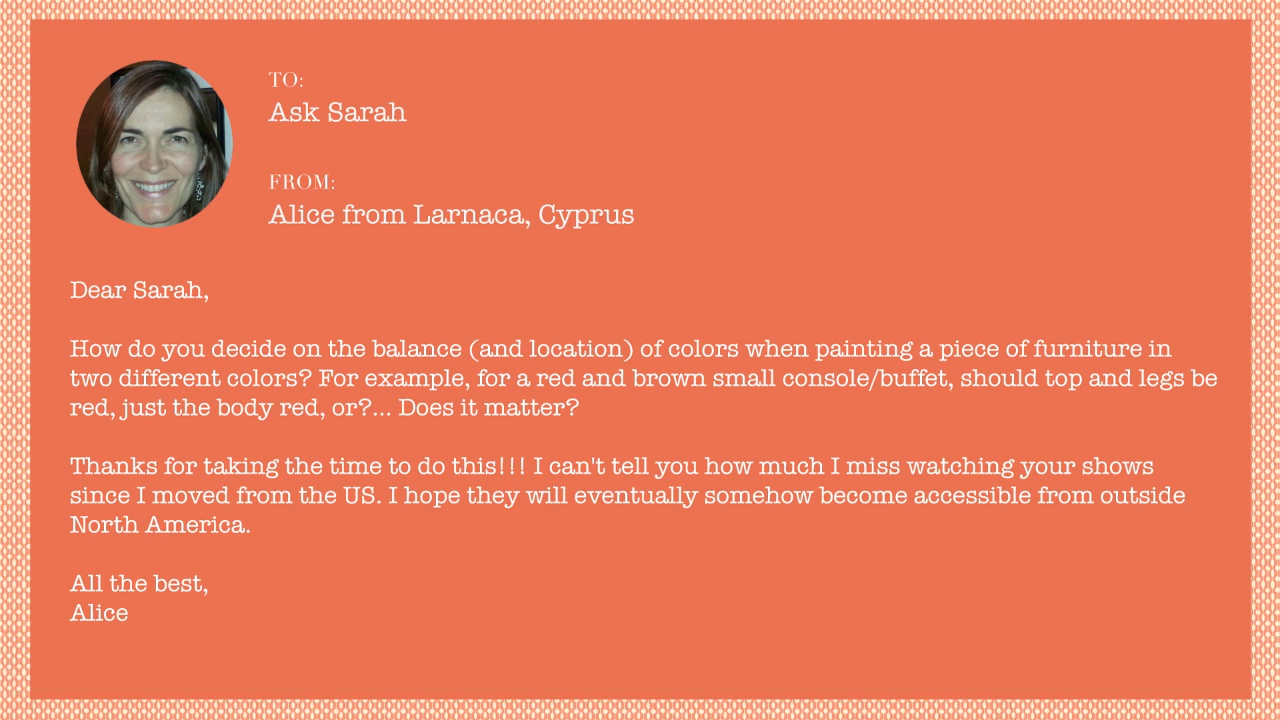 TO:
Ask Sarah
FROM:
Alice from Larnaca, Cyprus
Dear Sarah,
How do you decide on the balance (and location) of colors when painting a piece of furniture in
two different colors? For example, for a red and brown small console/buffet, should top and legs be
red, just the body red, or?... Does it matter?
Thanks for taking the time to do this!!! I can't tell you how much I miss watching your shows
since I moved from the US. I hope they will eventually somehow become accessible from outside
North America.
All the best,
Alice